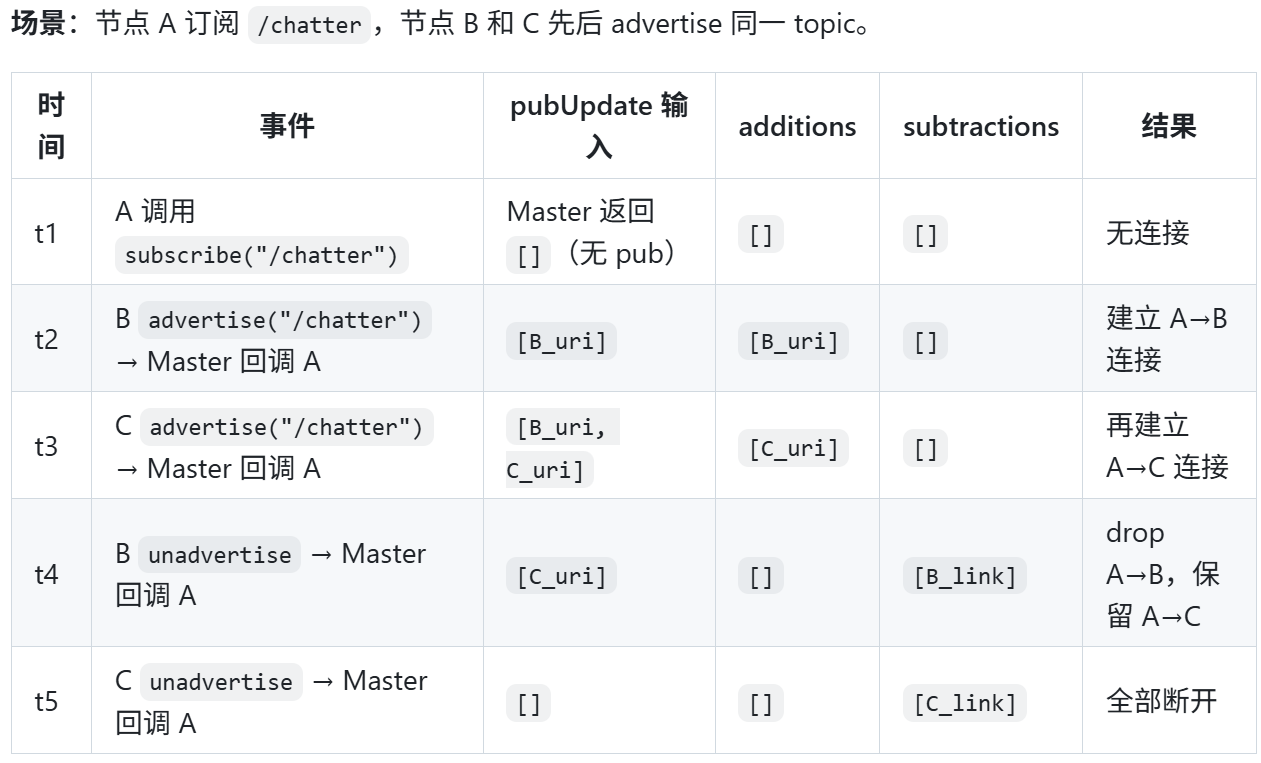 场景：节点 A 订阅 /chatter，节点 B 和 C 先后 advertise 同一 topic。
时间 事件 pubUpdate 输入 additions subtractions 结果
t1 A 调用 subscribe("/chatter") Master 返回 []（无 pub） [] [] 无连接
t2 B advertise("/chatter") → Master 回调 A [B_uri] [B_uri] [] 建立 A→B 连接
t3 C advertise("/chatter") → Master 回调 A [B_uri, C_uri] [C_uri] [] 再建立 A→C 连接
t4 B unadvertise → Master 回调 A [C_uri] [] [B_link] drop A→B，保留 A→C
t5 C unadvertise → Master 回调 A [] [] [C_link] 全部断开